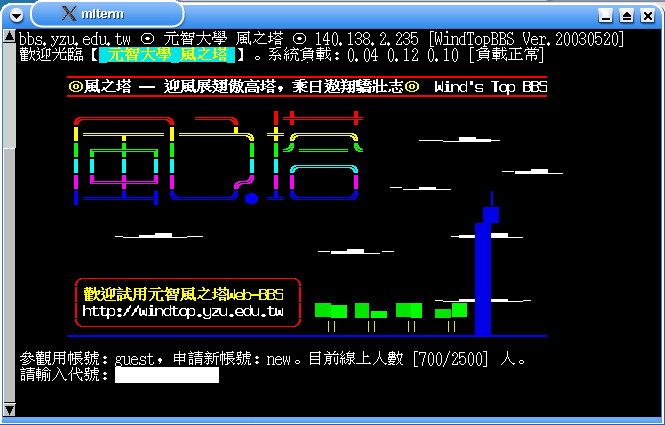 mlterm
bbs.yzu.edu.tw ⊙ 元智大學 風之塔 ⊙ 140.138.2.235 [WindTopBBS Ver.20030520]
歡迎光臨【 元智大學 風之塔 】。系統負載: 0.04 0.12 0.10 [負載正常]
◎風之塔 — 迎風展翅傲高塔，乘日遨翔驕壯志◎ Wind's Top BBS
風之塔
歡迎試用元智風之塔Web-BBS
http://windtop.yzu.edu.tw
參觀用帳號: guest，申請新帳號: new。目前線上人數 [700/2500] 人。
請輸入代號: